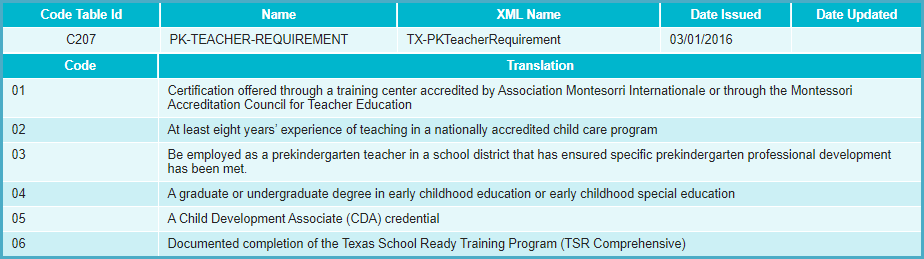 Code Table Id Name XML Name Date Issued Date Updated
C207 PK-TEACHER-REQUIREMENT TX-PKTeacherRequirement 03/01/2016
Code Translation
01 Certification offered through a training center accredited by Association Montesorri Internationale or through the Montessori
Accreditation Council for Teacher Education
02 At least eight years’ experience of teaching in a nationally accredited child care program
03 Be employed as a prekindergarten teacher in a school district that has ensured specific prekindergarten professional development
has been met.
04 A graduate or undergraduate degree in early childhood education or early childhood special education
05 A Child Development Associate (CDA) credential
06 Documented completion of the Texas School Ready Training Program (TSR Comprehensive)